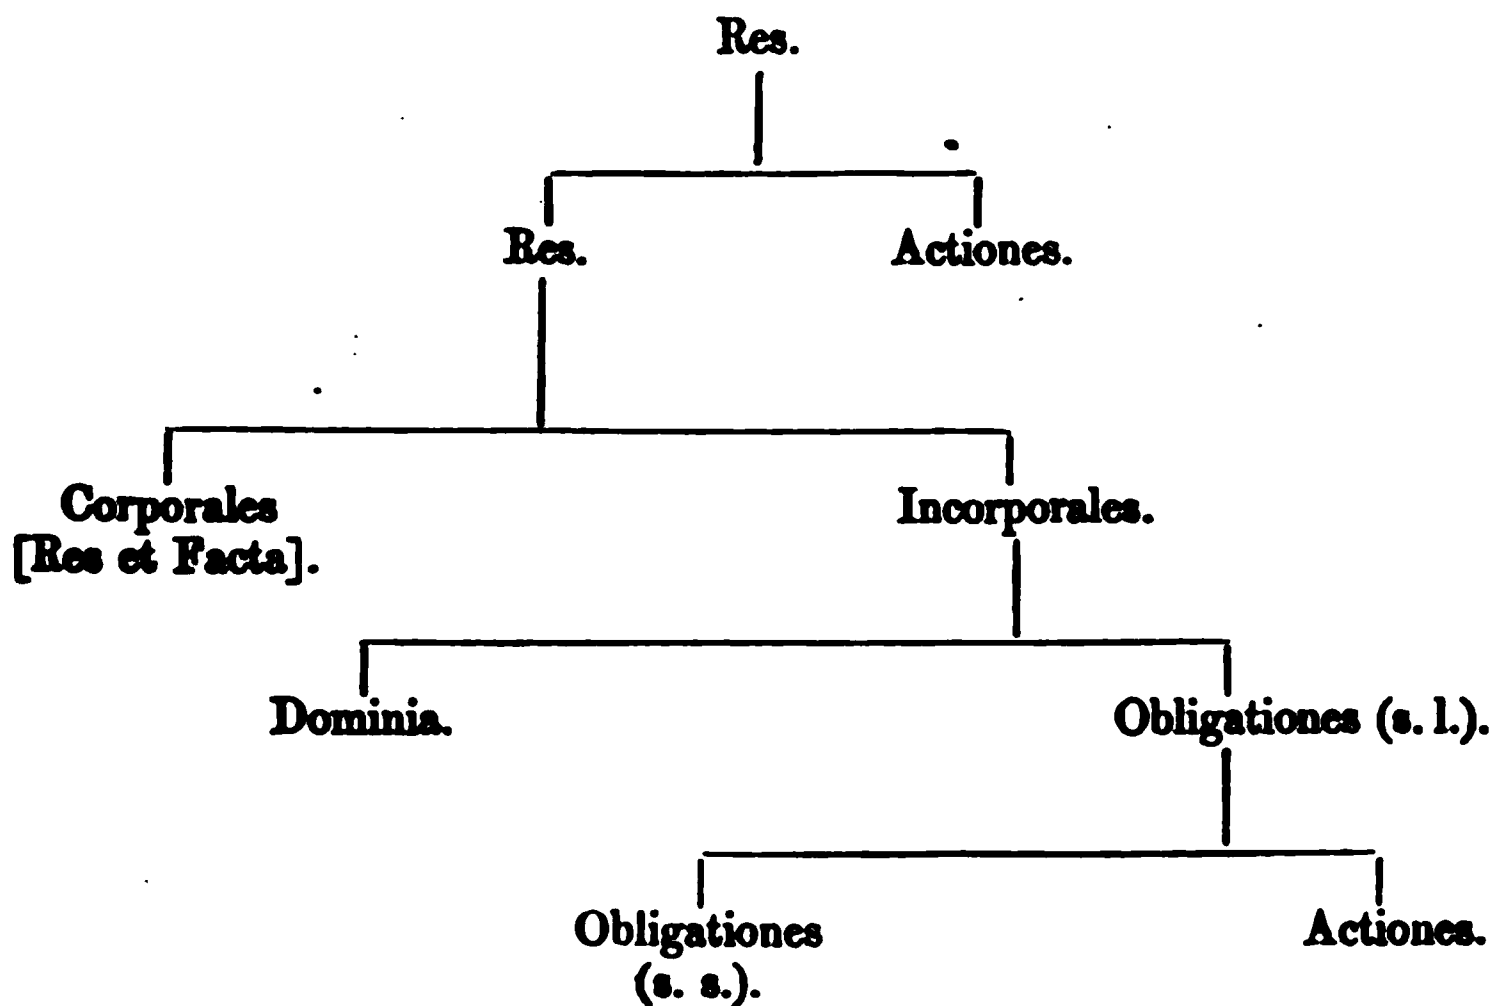 Res.
Res.
Actiones.
Corporales
[Res et Facta].
Incorporales.
Dominia.
Obligationes (s. l.).
Obligationes
(s. s.).
Actiones.